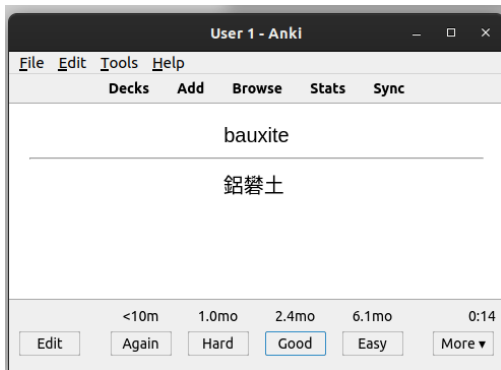 User 1 - Anki
File Edit Tools Help
Decks Add Browse Stats Sync
bauxite
鋁礬土
<10m 1.0mo 2.4mo 6.1mo 0:14
Edit Again Hard Good Easy More ▾